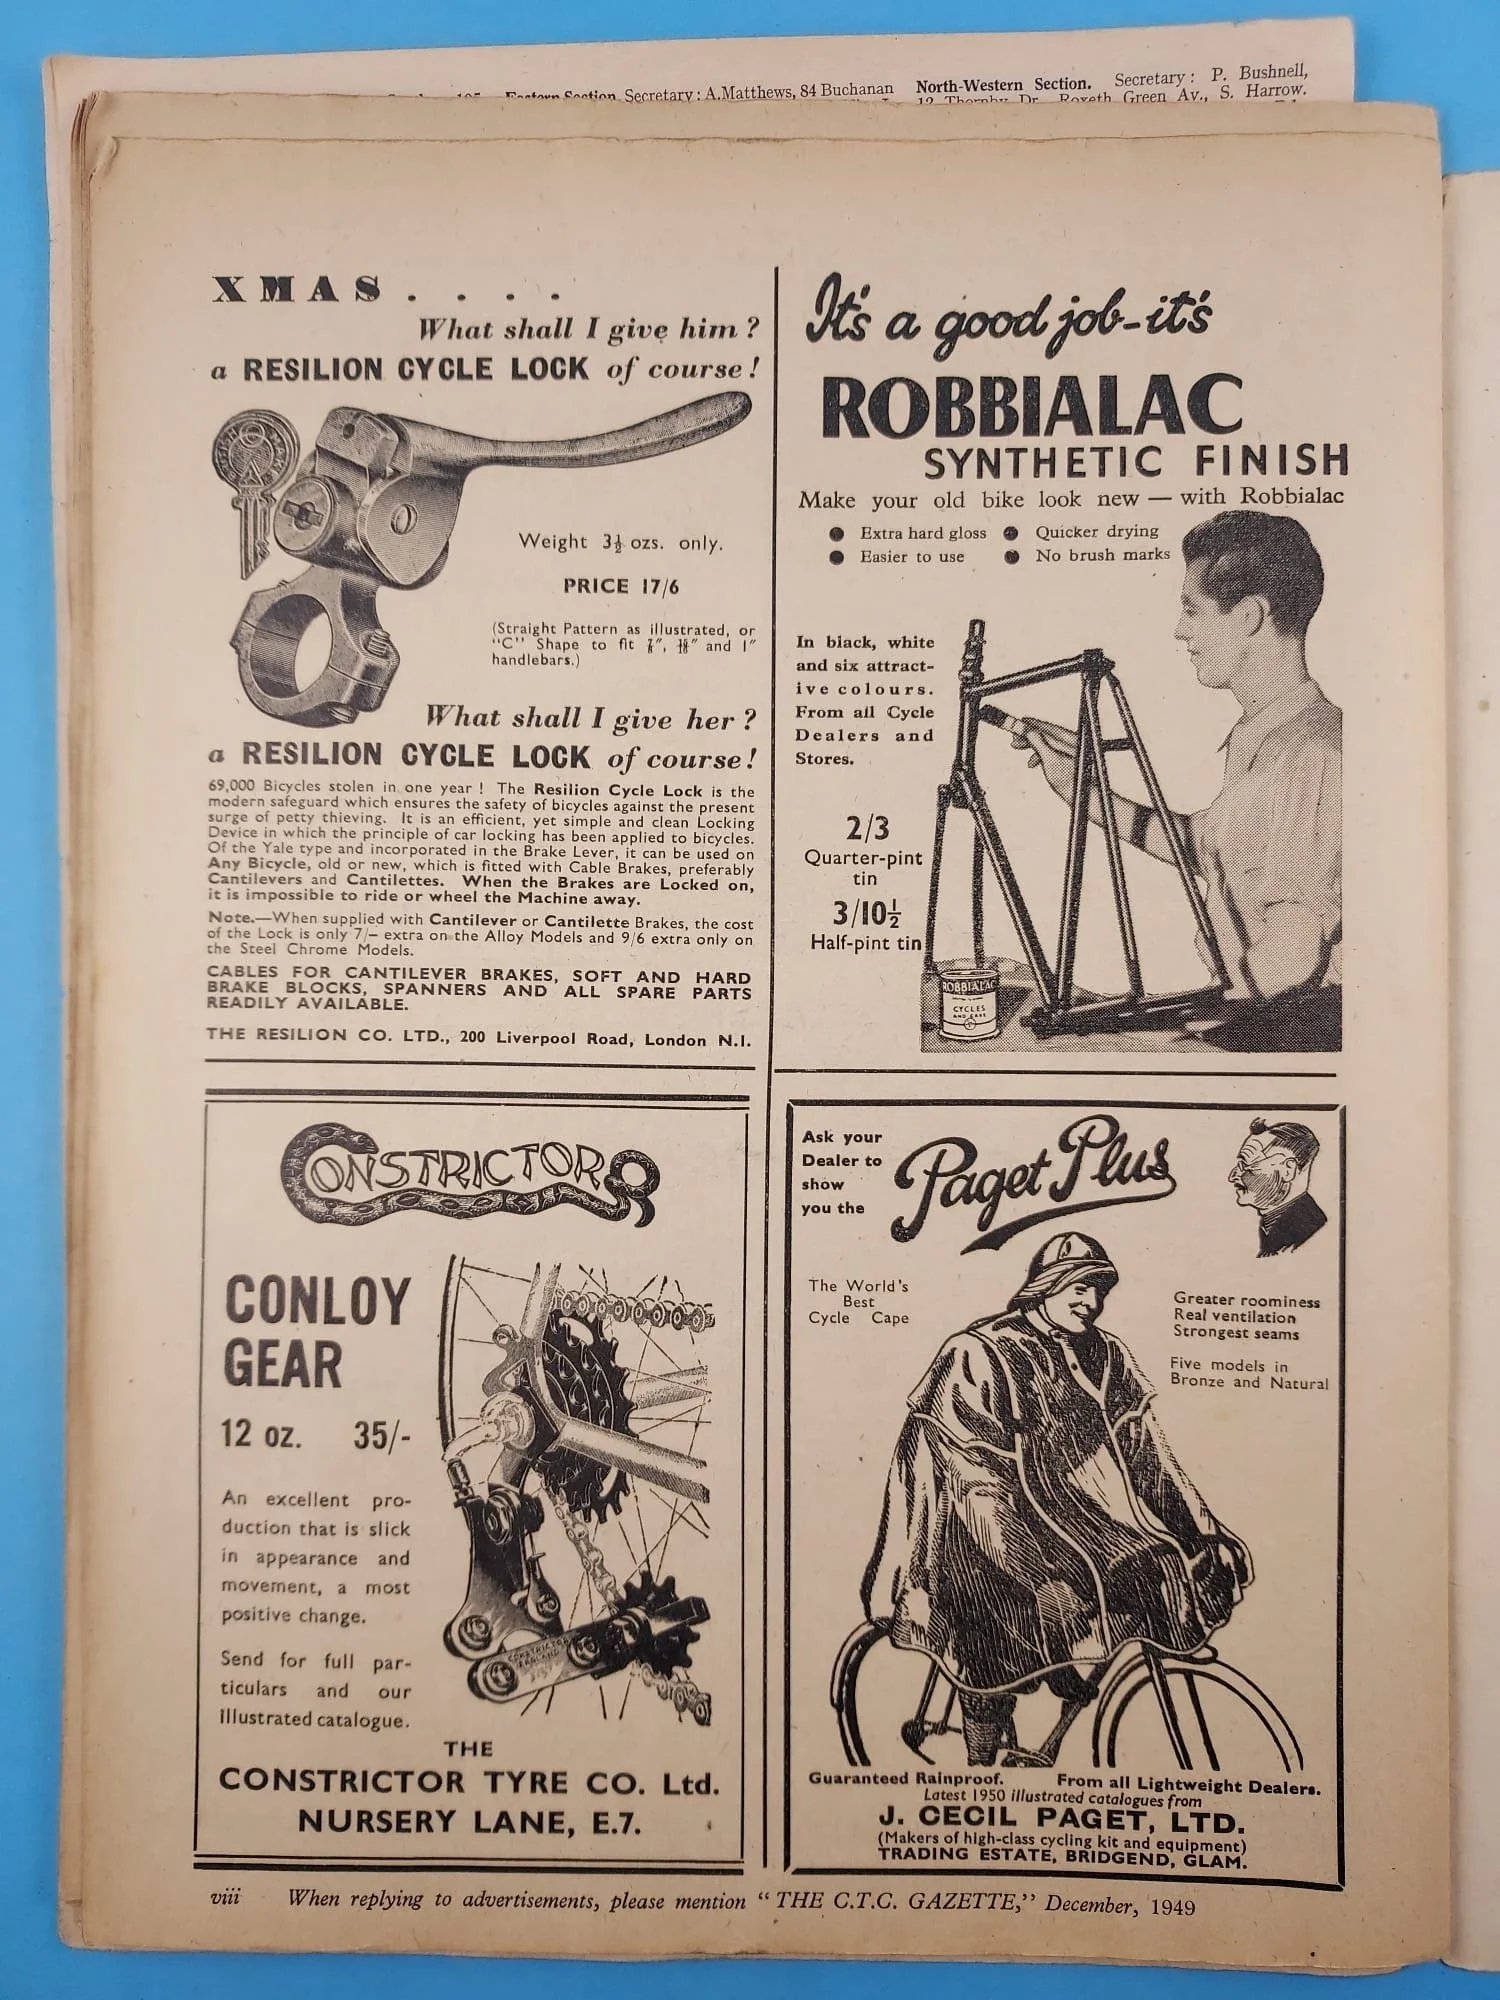 Eastern Section. Secretary: A. Matthews, 84 Buchanan
North-Western Section. Secretary: P. Bushnell,
12 Thornby Dr., Roxeth Green Av., S. Harrow.
XMAS . . . .
What shall I give him?
a RESILION CYCLE LOCK of course!
RESILION
Weight 3½ ozs. only.
PRICE 17/6
(Straight Pattern as illustrated, or
"C" Shape to fit ⅞", 15/16" and 1"
handlebars.)
What shall I give her?
a RESILION CYCLE LOCK of course!
69,000 Bicycles stolen in one year! The Resilion Cycle Lock is the
modern safeguard which ensures the safety of bicycles against the present
surge of petty thieving. It is an efficient, yet simple and clean Locking
Device in which the principle of car locking has been applied to bicycles.
Of the Yale type and incorporated in the Brake Lever, it can be used on
Any Bicycle, old or new, which is fitted with Cable Brakes, preferably
Cantilevers and Cantilettes. When the Brakes are Locked on,
it is impossible to ride or wheel the Machine away.
Note.—When supplied with Cantilever or Cantilette Brakes, the cost
of the Lock is only 7/– extra on the Alloy Models and 9/6 extra only on
the Steel Chrome Models.
CABLES FOR CANTILEVER BRAKES, SOFT AND HARD
BRAKE BLOCKS, SPANNERS AND ALL SPARE PARTS
READILY AVAILABLE.
THE RESILION CO. LTD., 200 Liverpool Road, London N.1.
It's a good job-it's
ROBBIALAC
SYNTHETIC FINISH
Make your old bike look new — with Robbialac
● Extra hard gloss ● Quicker drying
● Easier to use ● No brush marks
In black, white
and six attract-
ive colours.
From all Cycle
Dealers and
Stores.
2/3
Quarter-pint
tin
3/10½
Half-pint tin
ROBBIALAC
CYCLES
AND CARS
CONSTRICTOR
CONLOY
GEAR
12 oz. 35/-
An excellent pro-
duction that is slick
in appearance and
movement, a most
positive change.
Send for full par-
ticulars and our
illustrated catalogue.
CONSTRICTOR
ENGLAND
THE
CONSTRICTOR TYRE CO. Ltd.
NURSERY LANE, E.7.
Ask your
Dealer to
show
you the
Paget Plus
The World's
Best
Cycle Cape
Greater roominess
Real ventilation
Strongest seams
Five models in
Bronze and Natural
Guaranteed Rainproof. From all Lightweight Dealers.
Latest 1950 illustrated catalogues from
J. CECIL PAGET, LTD.
(Makers of high-class cycling kit and equipment)
TRADING ESTATE, BRIDGEND, GLAM.
viii When replying to advertisements, please mention "THE C.T.C. GAZETTE," December, 1949